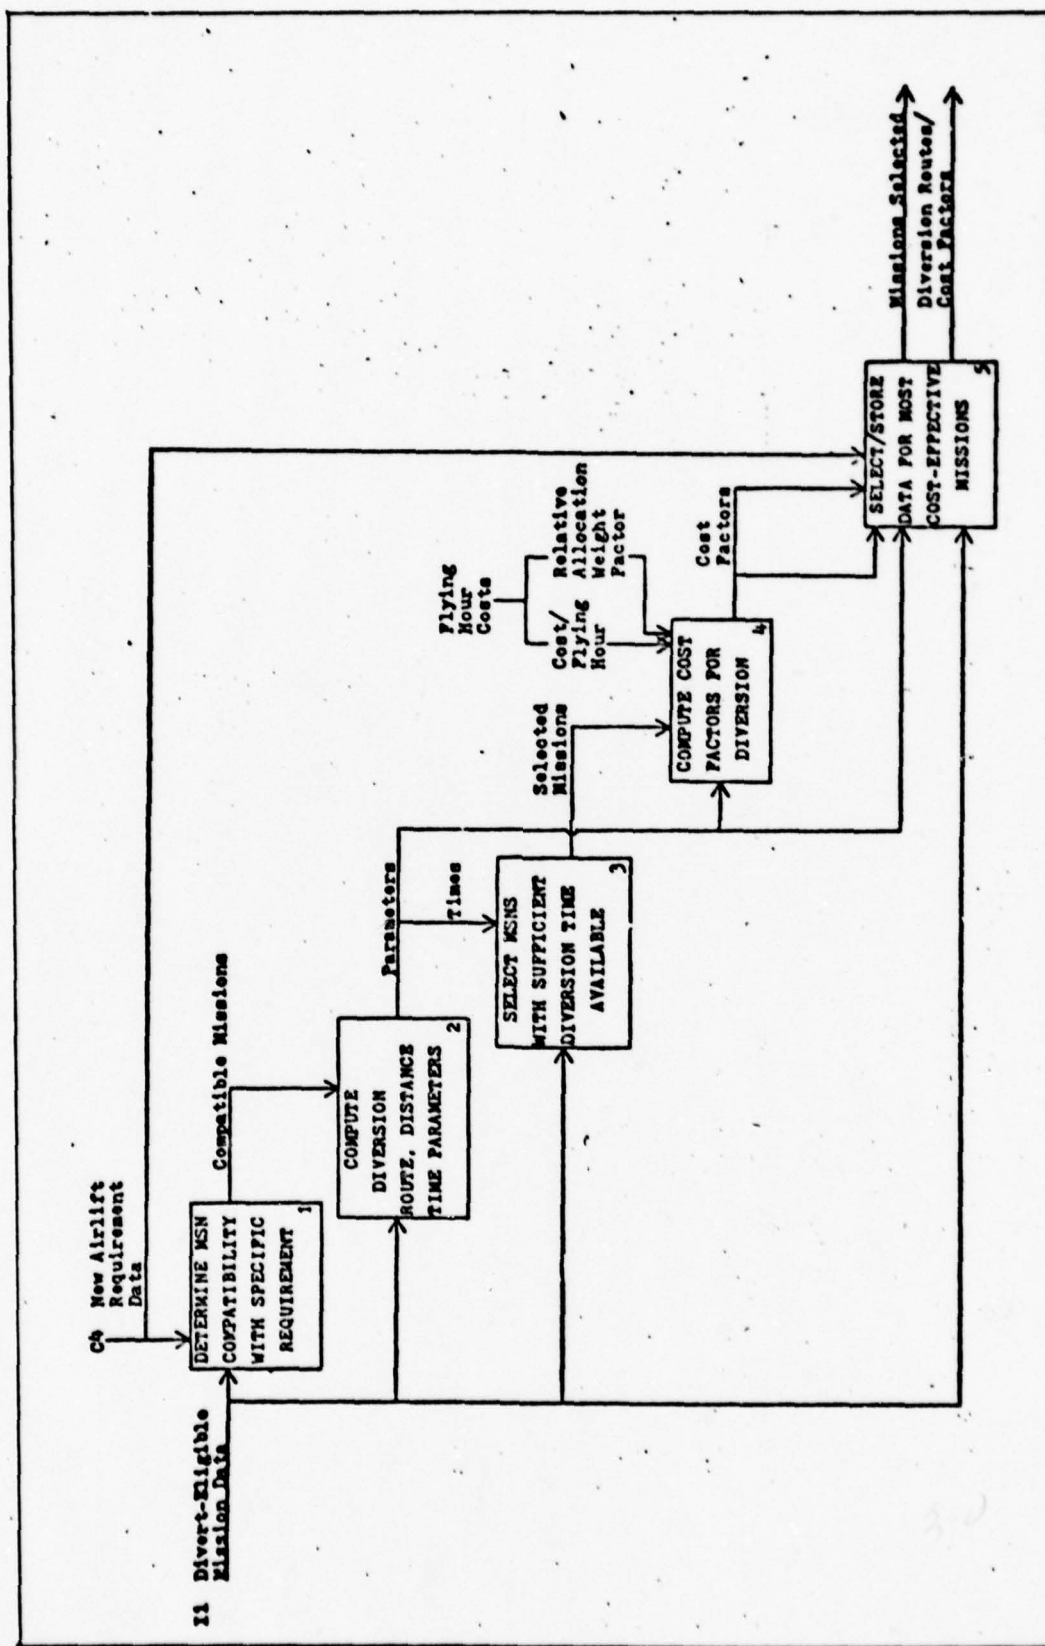 C4 New Airlift
Requirement
Data
I1 Divert-Eligible
Mission Data
DETERMINE MSN
COMPATIBILITY
WITH SPECIFIC
REQUIREMENT
1
Compatible Missions
COMPUTE
DIVERSION
ROUTE, DISTANCE
TIME PARAMETERS
2
Parameters
Times
SELECT MSNS
WITH SUFFICIENT
DIVERSION TIME
AVAILABLE
3
Selected
Missions
Flying
Hour
Costs
Cost/
Flying
Hour
Relative
Allocation
Weight
Factor
COMPUTE COST
FACTORS FOR
DIVERSION
4
Cost
Factors
SELECT/STORE
DATA FOR MOST
COST-EFFECTIVE
MISSIONS
5
Missions Selected
Diversion Routes/
Cost Factors